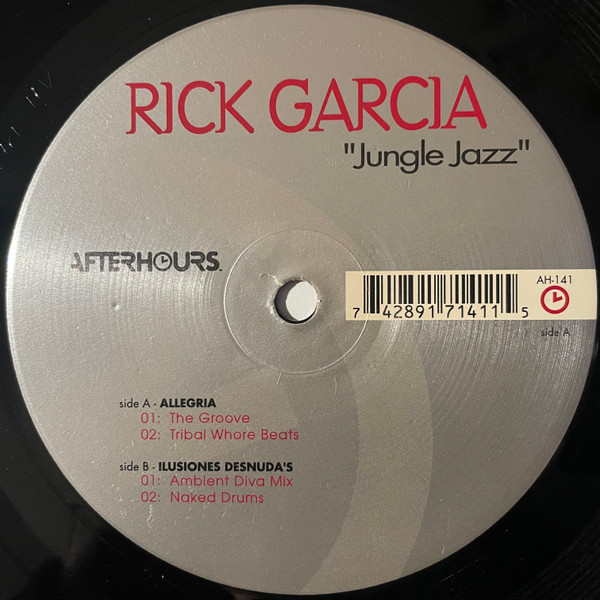 RICK GARCIA
"Jungle Jazz"
AFTERHOURS
AH-141
7 42891 71411 5
side A
side A - ALLEGRIA
01: The Groove
02: Tribal Whore Beats
side B - ILUSIONES DESNUDA'S
01: Ambient Diva Mix
02: Naked Drums